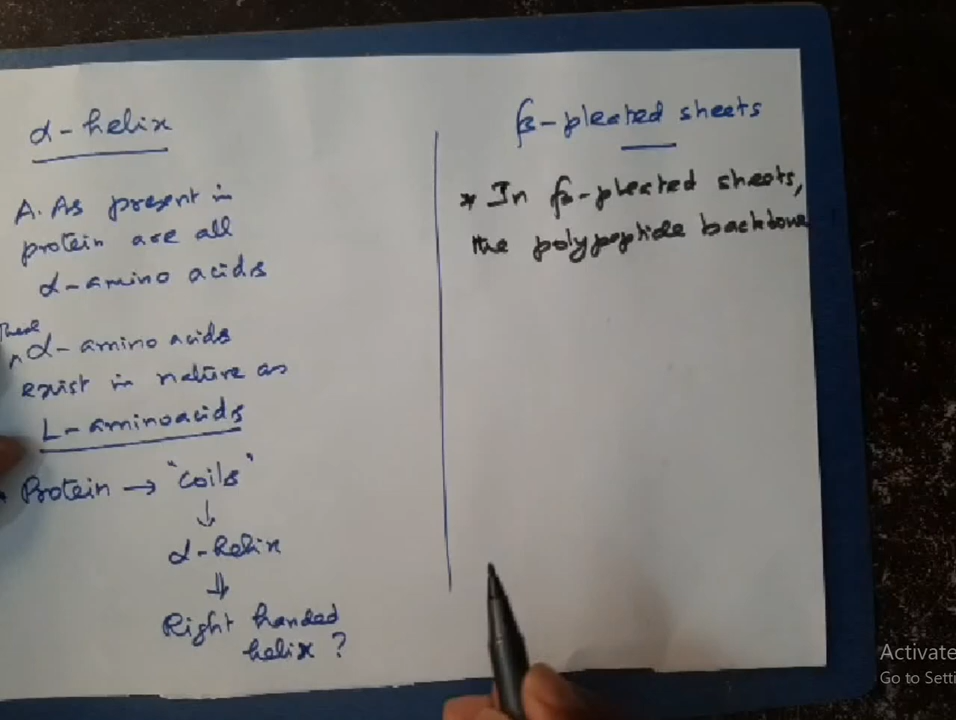 α-helix
A.As present in
protein are all
α-amino acids
These
^ α-amino acids
exist in nature as
L-aminoacids
Protein → "coils"
↓
α-helix
⇓
Right handed
helix ?
β-pleated sheets
* In β-pleated sheets,
the polypeptide backbone
Activate
Go to Setti